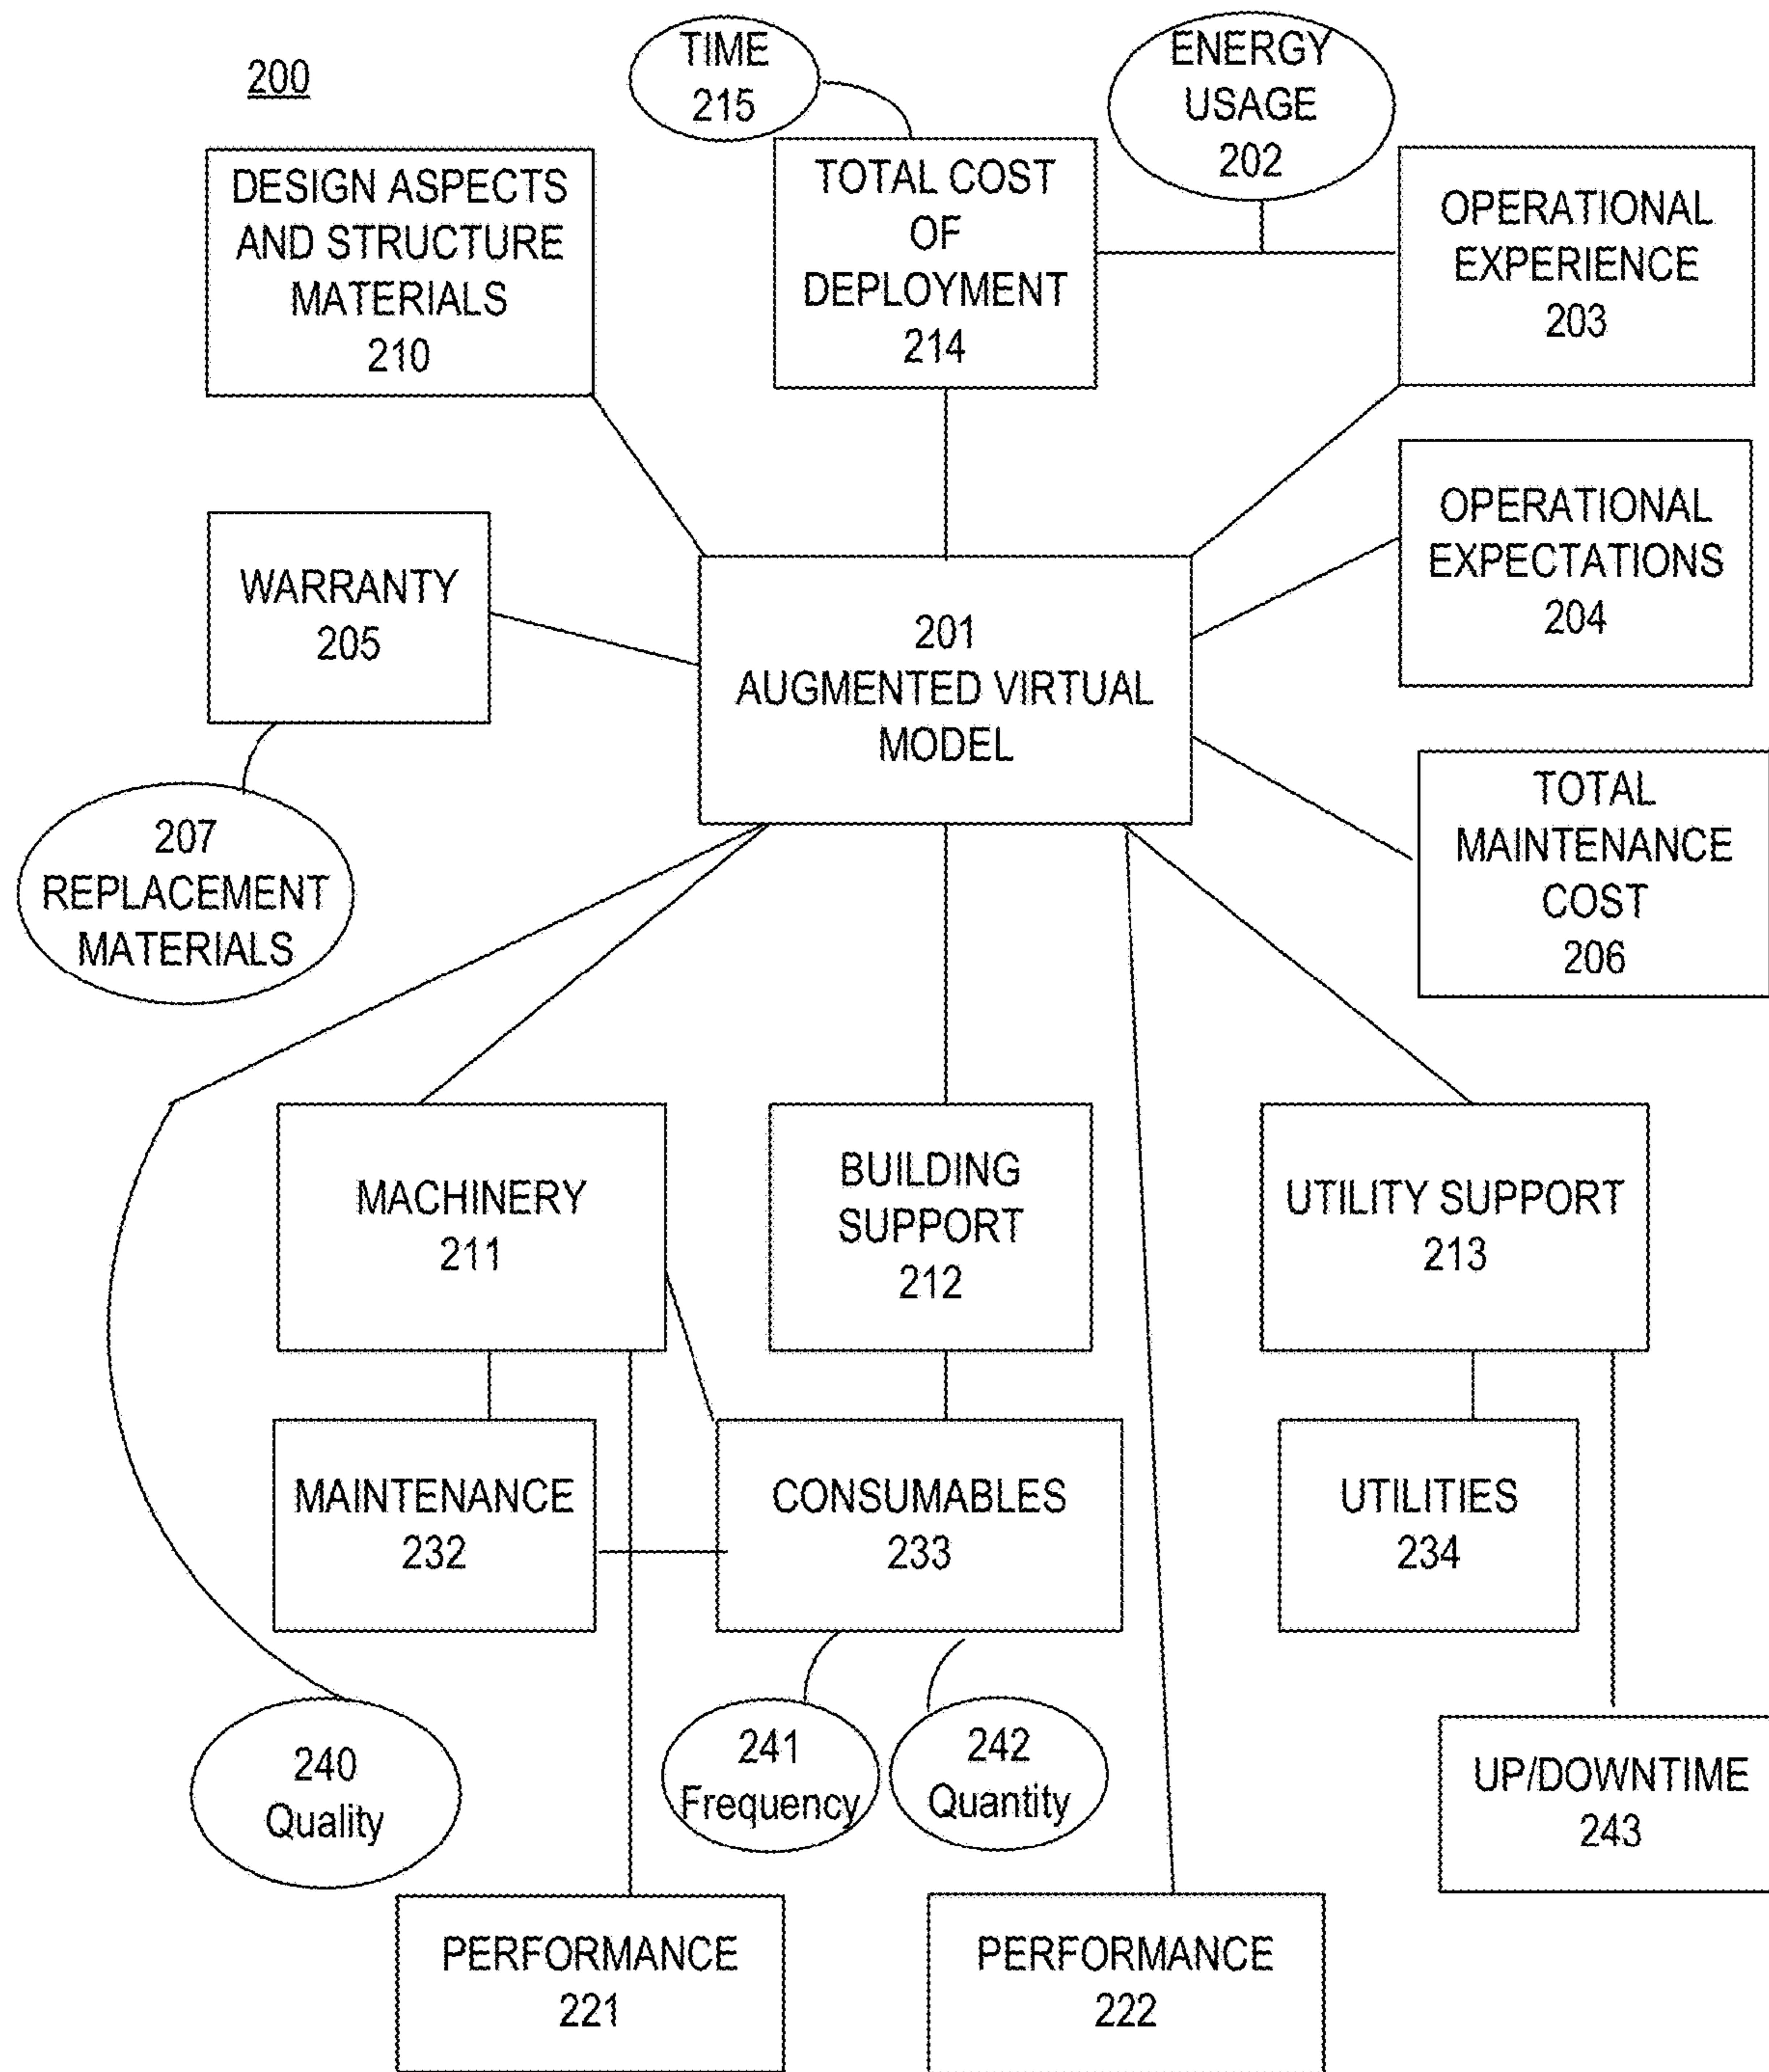 200
TIME
215
ENERGY
USAGE
202
DESIGN ASPECTS
AND STRUCTURE
MATERIALS
210
TOTAL COST
OF
DEPLOYMENT
214
OPERATIONAL
EXPERIENCE
203
WARRANTY
205
201
AUGMENTED VIRTUAL
MODEL
OPERATIONAL
EXPECTATIONS
204
207
REPLACEMENT
MATERIALS
TOTAL
MAINTENANCE
COST
206
MACHINERY
211
BUILDING
SUPPORT
212
UTILITY SUPPORT
213
MAINTENANCE
232
CONSUMABLES
233
UTILITIES
234
240
Quality
241
Frequency
242
Quantity
UP/DOWNTIME
243
PERFORMANCE
221
PERFORMANCE
222